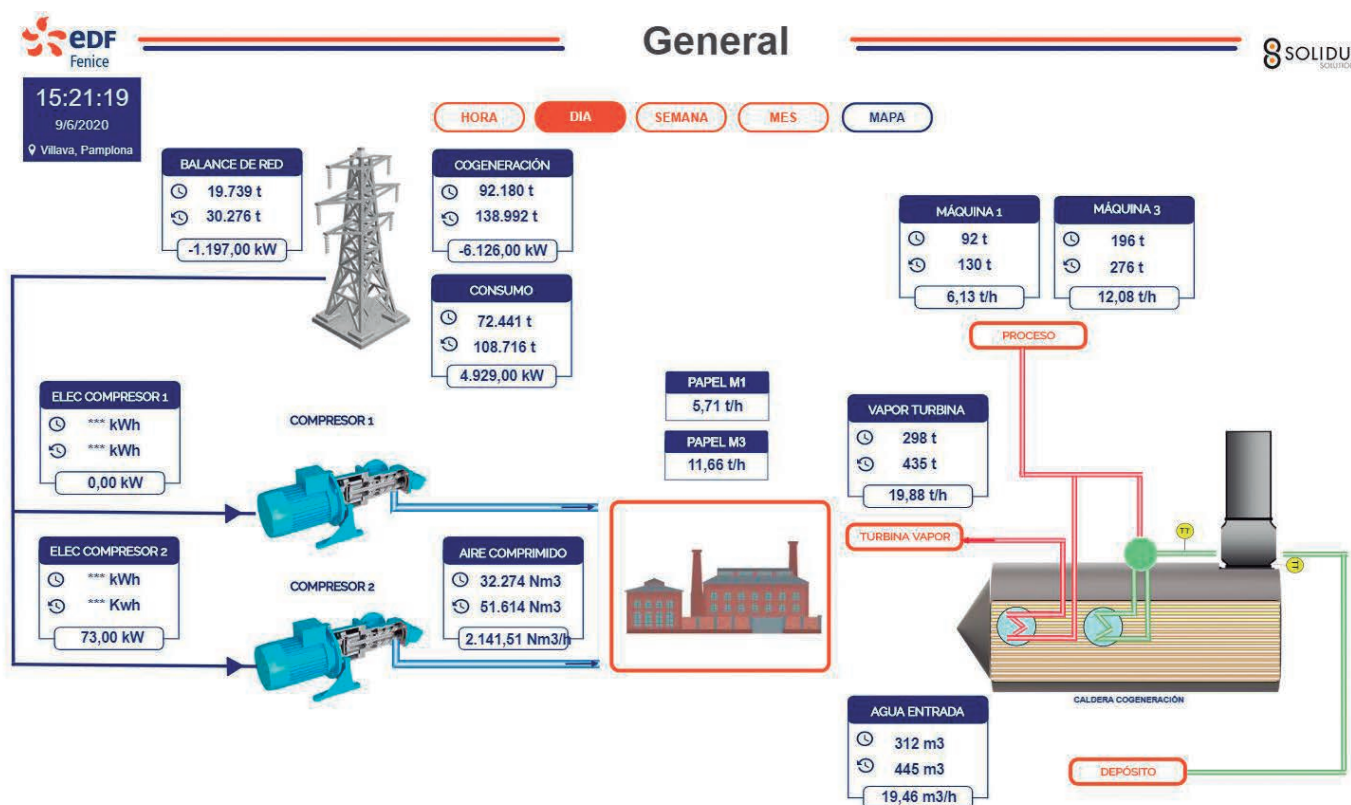 eDF
Fenice
General
SOLIDU
15:21:19
9/6/2020
Villava, Pamplona
HORA
DIA
SEMANA
MES
MAPA
BALANCE DE RED
19.739 t
30.276 t
-1.197,00 kW
COGENERACIÓN
92.180 t
138.992 t
-6.126,00 kW
CONSUMO
72.441 t
108.716 t
4.929,00 kW
MÁQUINA 1
92 t
130 t
6,13 t/h
MÁQUINA 3
196 t
276 t
12,08 t/h
PROCESO
ELEC COMPRESOR 1
*** kWh
*** kWh
0,00 kW
COMPRESOR 1
PAPEL M1
5,71 t/h
PAPEL M3
11,66 t/h
VAPOR TURBINA
298 t
435 t
19,88 t/h
TURBINA VAPOR
TT
TT
ELEC COMPRESOR 2
*** kWh
*** Kwh
73,00 kW
COMPRESOR 2
AIRE COMPRIMIDO
32.274 Nm3
51.614 Nm3
2.141,51 Nm3/h
CALDERA COGENERACIÓN
AGUA ENTRADA
312 m3
445 m3
19,46 m3/h
DEPÓSITO